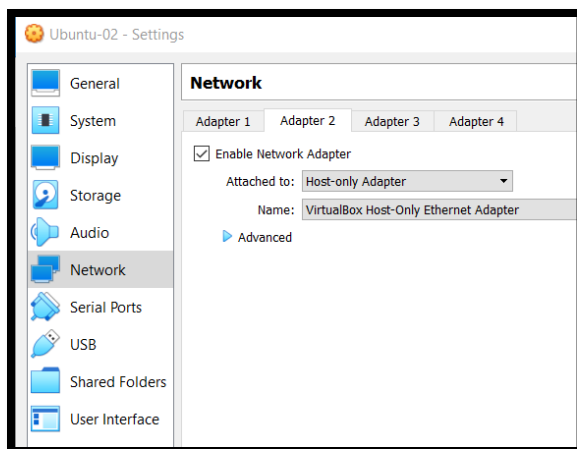 Ubuntu-02 - Settings
General
System
Display
Storage
Audio
Network
Serial Ports
USB
Shared Folders
User Interface
Network
Adapter 1 Adapter 2 Adapter 3 Adapter 4
Enable Network Adapter
Attached to: Host-only Adapter
Name: VirtualBox Host-Only Ethernet Adapter
Advanced